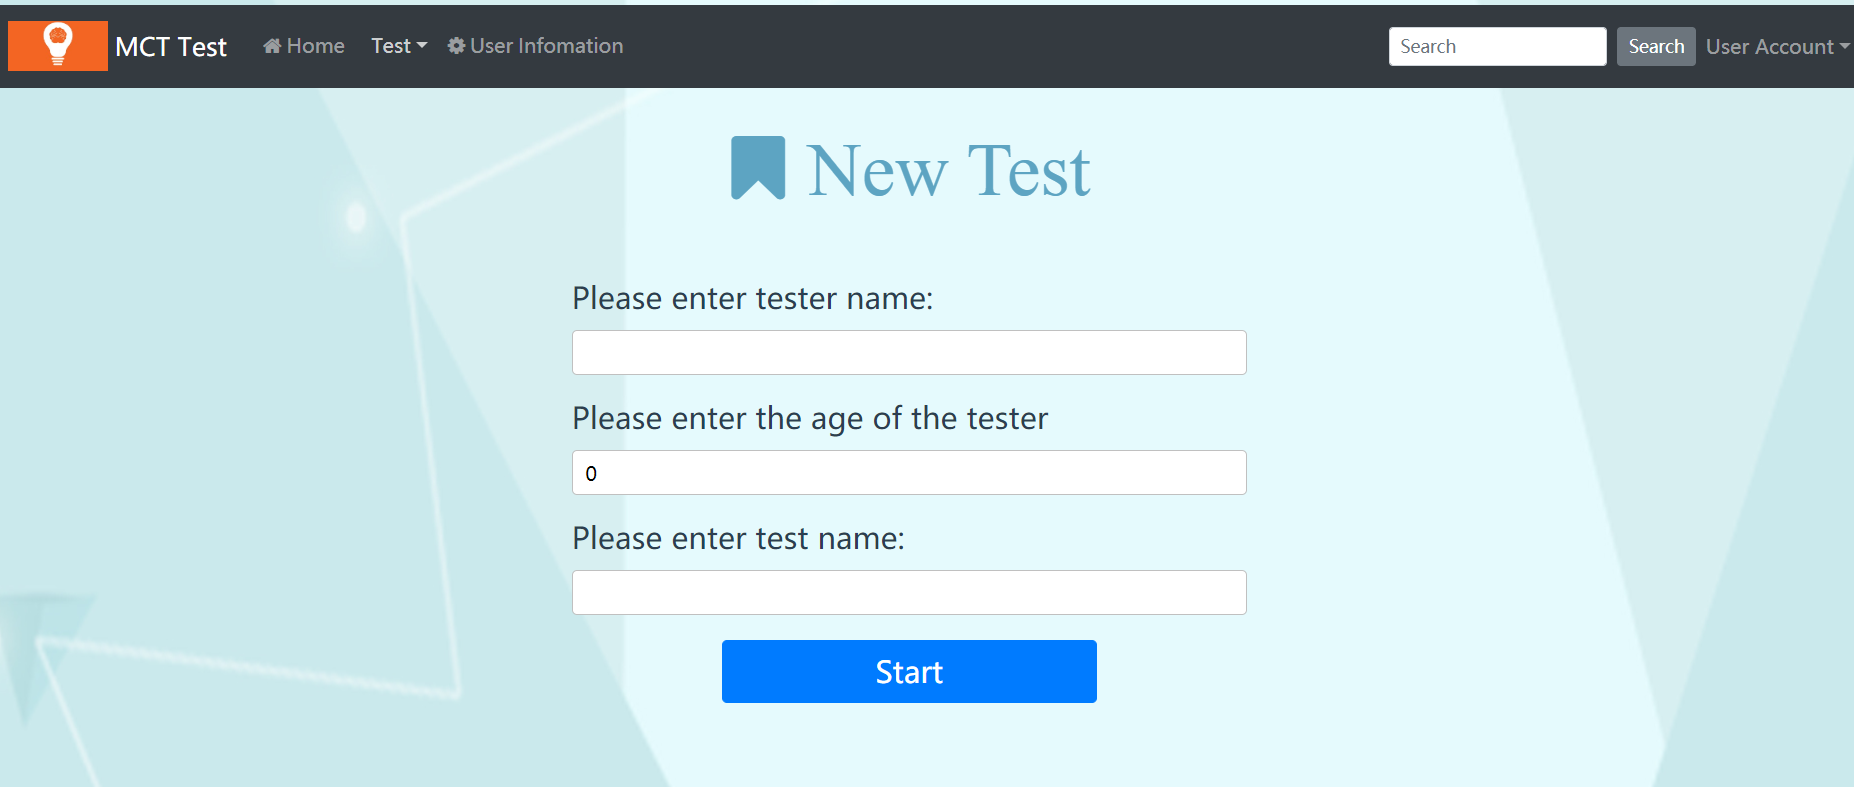 MCT Test Home Test User Infomation Search Search User Account
New Test
Please enter tester name:
Please enter the age of the tester
0
Please enter test name:
Start